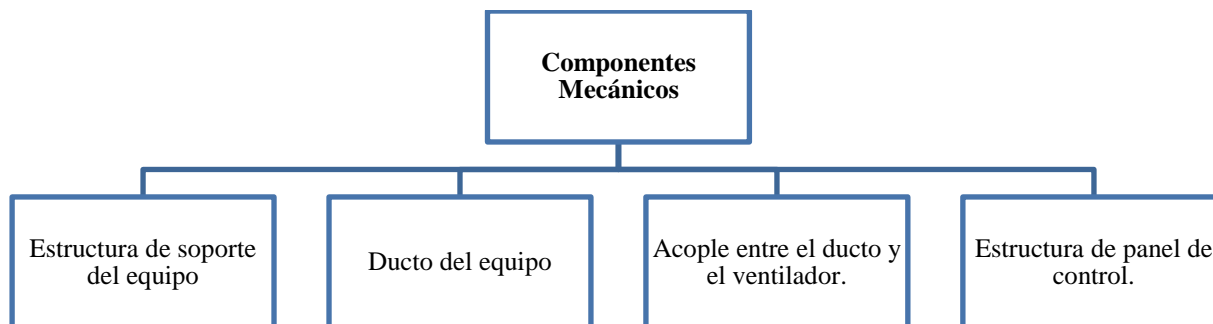 Componentes
Mecánicos
Estructura de soporte
del equipo
Ducto del equipo
Acople entre el ducto y
el ventilador.
Estructura de panel de
control.